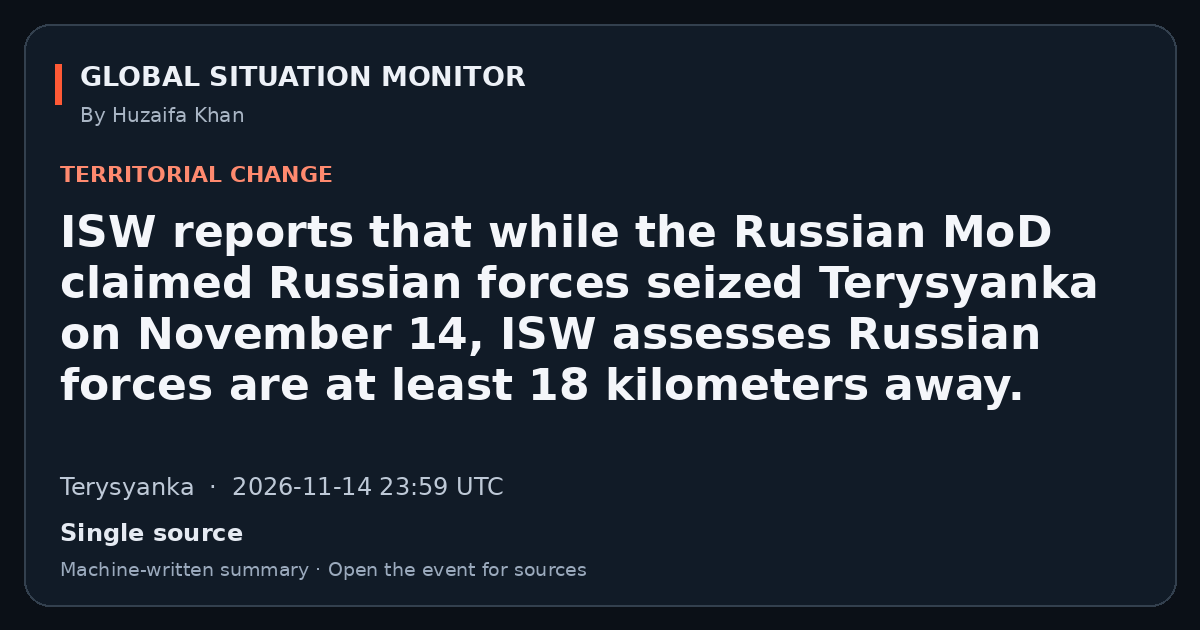 GLOBAL SITUATION MONITOR
By Huzaifa Khan
TERRITORIAL CHANGE
ISW reports that while the Russian MoD
claimed Russian forces seized Terysyanka
on November 14, ISW assesses Russian
forces are at least 18 kilometers away.
Terysyanka · 2026-11-14 23:59 UTC
Single source
Machine-written summary · Open the event for sources